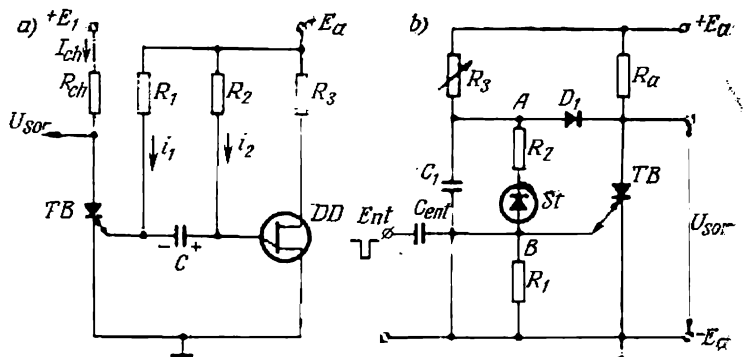 a)
+E1
+Ea
b)
+Ea
Ich
Rch
R1
R2
R3
R3
Ra
A
D1
Usor
i1
i2
R2
C1
TB
DD
Ent
Cent
St
TB
Usor
- C +
B
R1
-Ea